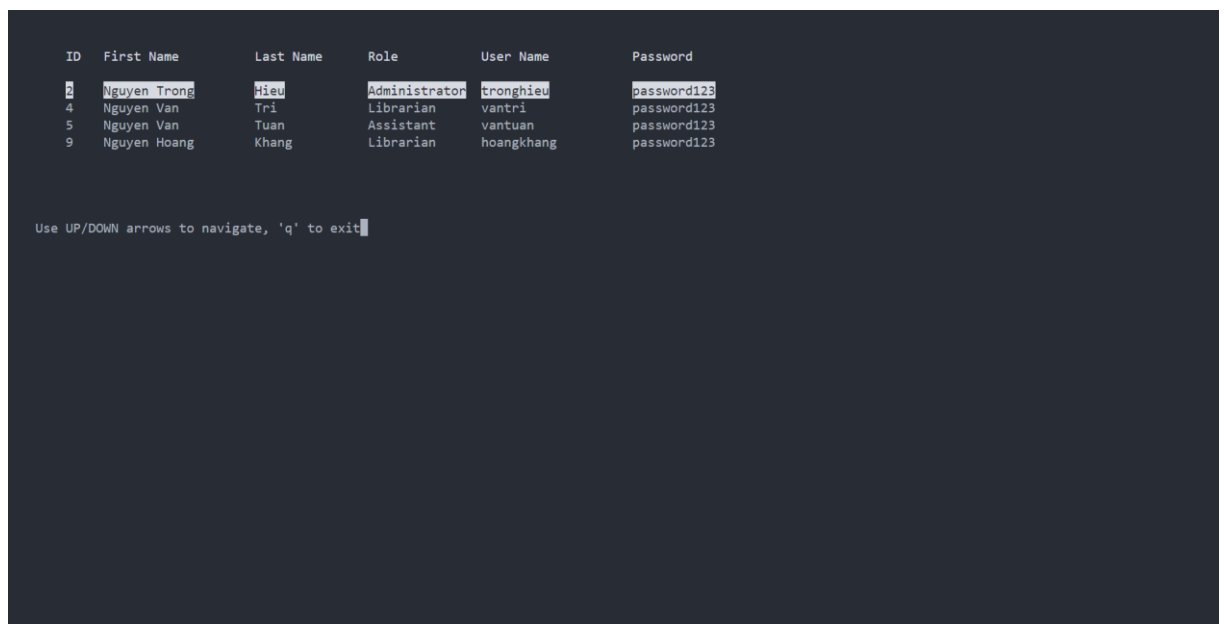 ID First Name Last Name Role User Name Password
2 Nguyen Trong Hieu Administrator tronghieu password123
4 Nguyen Van Tri Librarian vantri password123
5 Nguyen Van Tuan Assistant vantuan password123
9 Nguyen Hoang Khang Librarian hoangkhang password123
Use UP/DOWN arrows to navigate, 'q' to exit